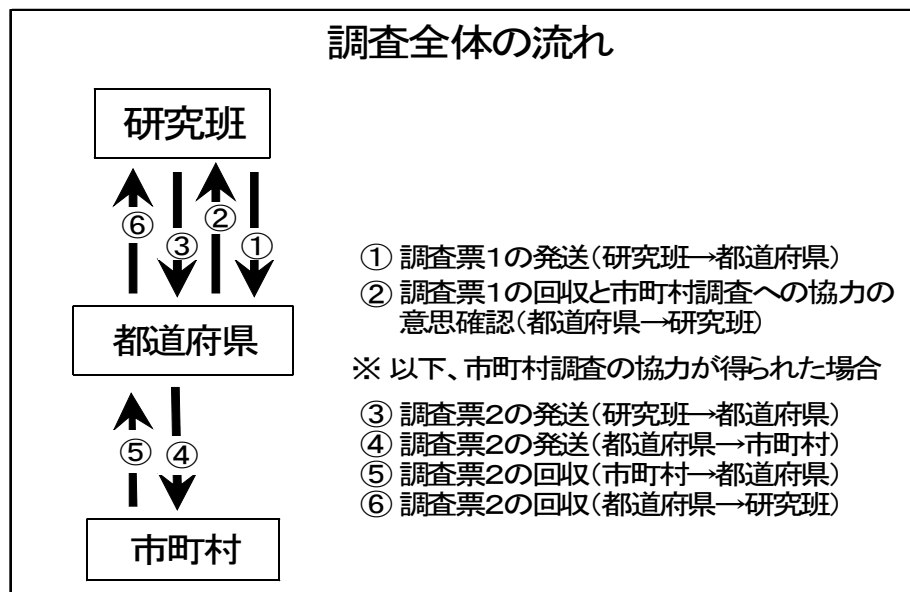 調査全体の流れ
研究班
⑥
③
②
①
都道府県
⑤
④
市町村
① 調査票1の発送(研究班→都道府県)
② 調査票1の回収と市町村調査への協力の
意思確認(都道府県→研究班)
※ 以下、市町村調査の協力が得られた場合
③ 調査票2の発送(研究班→都道府県)
④ 調査票2の発送(都道府県→市町村)
⑤ 調査票2の回収(市町村→都道府県)
⑥ 調査票2の回収(都道府県→研究班)